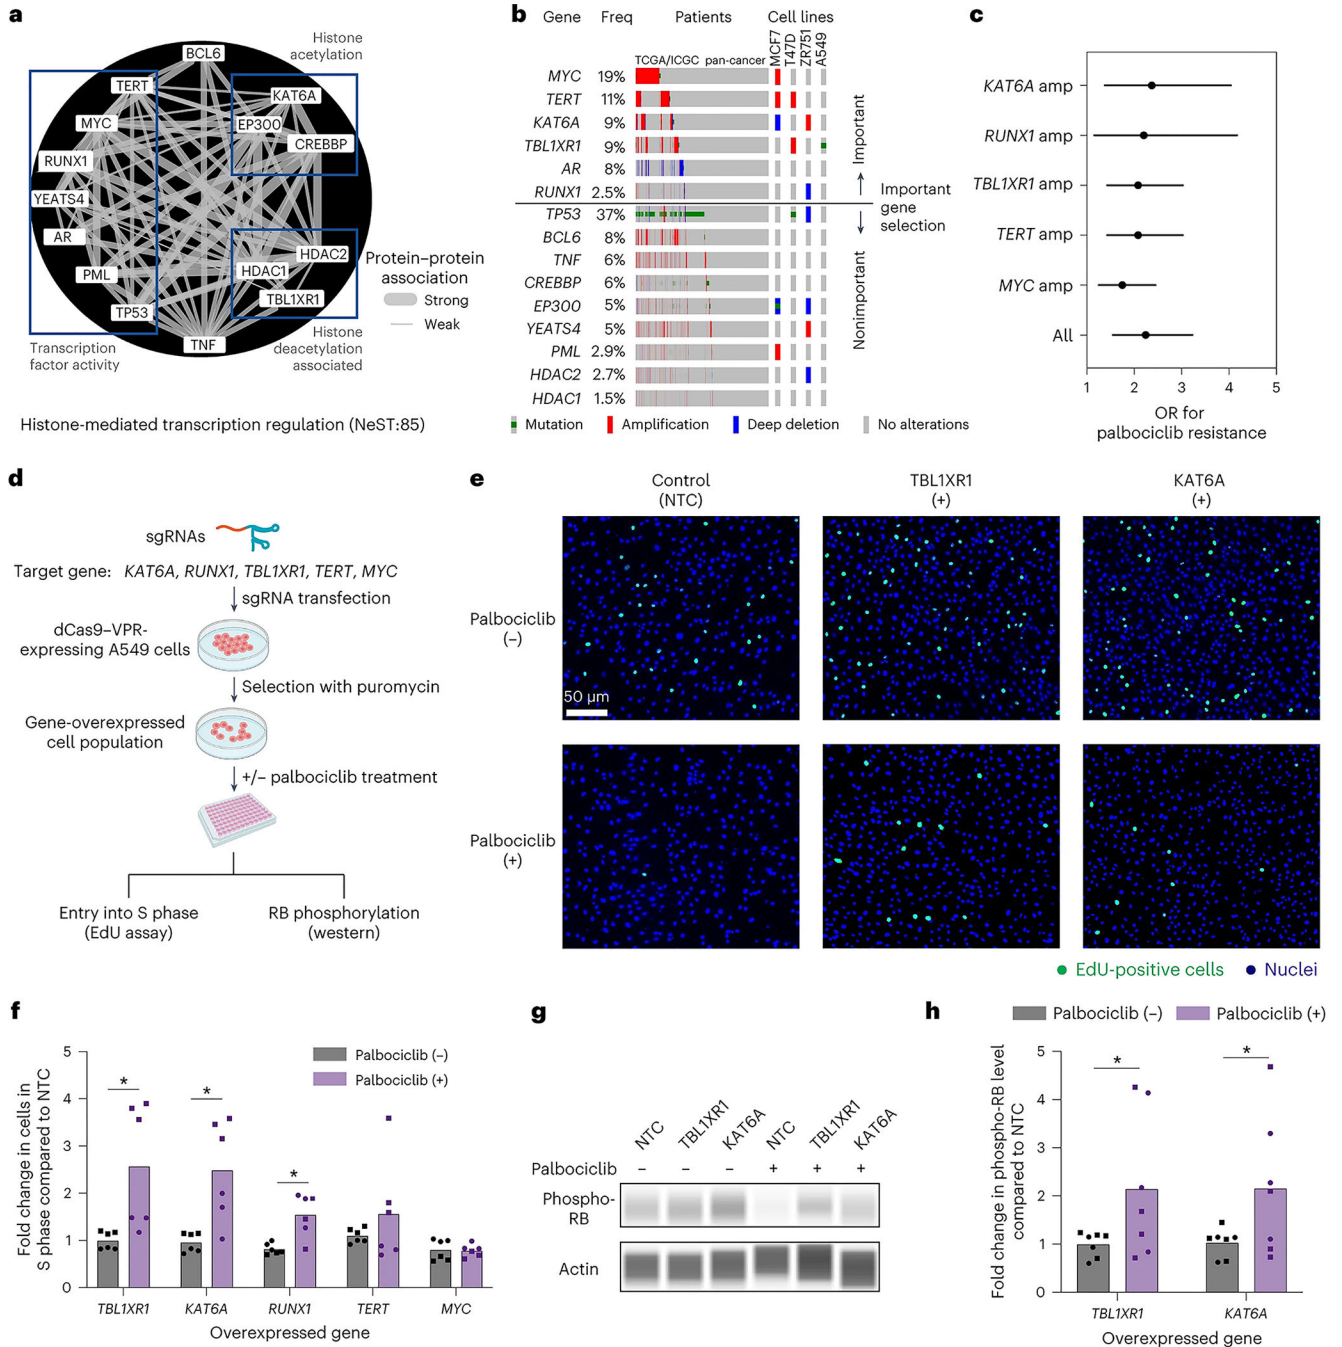 a
BCL6
Histone
acetylation
TERT
KAT6A
MYC
EP300
CREBBP
RUNX1
YEATS4
AR
HDAC2
HDAC1
PML
TBL1XR1
TP53
TNF
Protein–protein
association
Strong
Weak
Transcription
factor activity
Histone
deacetylation
associated
Histone-mediated transcription regulation (NeST:85)
b
Gene Freq Patients Cell lines
TCGA/ICGC pan-cancer MCF7 T47D ZR751 A549
MYC 19%
TERT 11%
KAT6A 9%
TBL1XR1 9%
AR 8%
RUNX1 2.5%
TP53 37%
BCL6 8%
TNF 6%
CREBBP 6%
EP300 5%
YEATS4 5%
PML 2.9%
HDAC2 2.7%
HDAC1 1.5%
Important
Important
gene
selection
Nonimportant
Mutation Amplification Deep deletion No alterations
c
KAT6A amp
RUNX1 amp
TBL1XR1 amp
TERT amp
MYC amp
All
1 2 3 4 5
OR for
palbociclib resistance
d
sgRNAs
Target gene: KAT6A, RUNX1, TBL1XR1, TERT, MYC
sgRNA transfection
dCas9–VPR-
expressing A549 cells
Selection with puromycin
Gene-overexpressed
cell population
+/− palbociclib treatment
Entry into S phase
(EdU assay)
RB phosphorylation
(western)
e
Control
(NTC)
TBL1XR1
(+)
KAT6A
(+)
Palbociclib
(−)
50 µm
Palbociclib
(+)
EdU-positive cells Nuclei
f
Palbociclib (−)
Palbociclib (+)
Fold change in cells in
S phase compared to NTC
5
4
3
2
1
0
* * *
TBL1XR1 KAT6A RUNX1 TERT MYC
Overexpressed gene
g
NTC TBL1XR1 KAT6A NTC TBL1XR1 KAT6A
Palbociclib − − − + + +
Phospho-
RB
Actin
h
Palbociclib (−) Palbociclib (+)
Fold change in phospho-RB level
compared to NTC
5
4
3
2
1
0
* *
TBL1XR1 KAT6A
Overexpressed gene